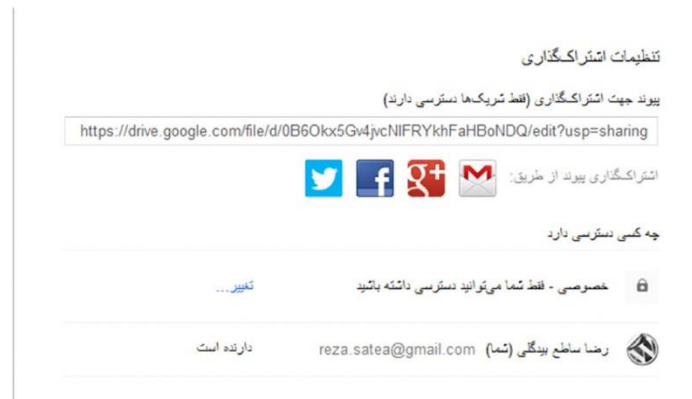 تنظیمات اشتراک‌گذاری
پیوند جهت اشتراک‌گذاری (فقط شریک‌ها دسترسی دارند)
https://drive.google.com/file/d/0B6Okx5Gv4jvcNlFRYkhFaHBoNDQ/edit?usp=sharing
اشتراک‌گذاری پیوند از طریق:
چه کسی دسترسی دارد
خصوصی - فقط شما می‌توانید دسترسی داشته باشید تغییر...
رضا ساطع بیدگلی (شما) reza.satea@gmail.com دارنده است